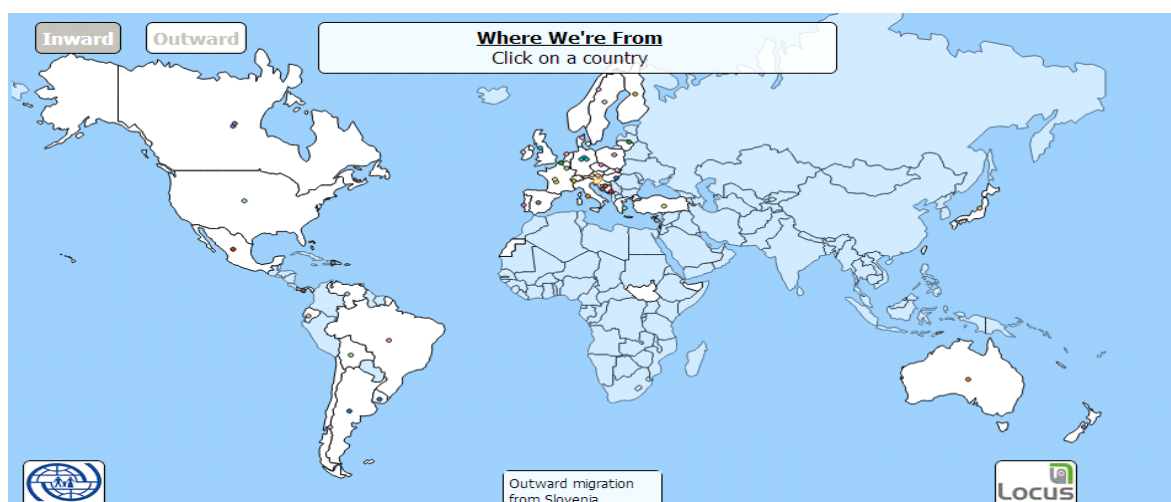 Inward
Outward
Where We're From
Click on a country
Outward migration
from Slovenia
Locus